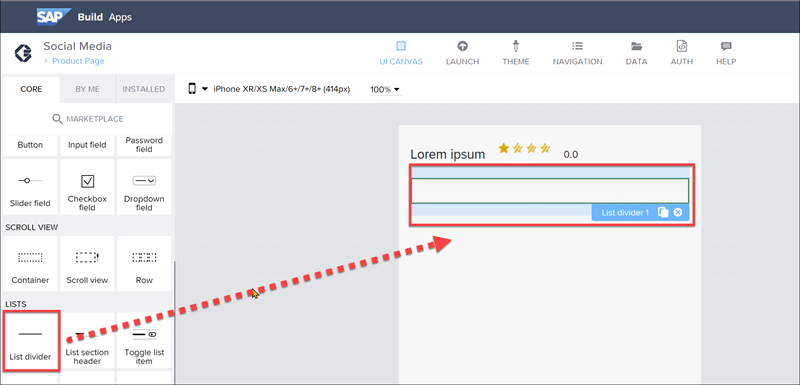 SAP Build Apps
Social Media
Product Page
UI CANVAS
LAUNCH
THEME
NAVIGATION
DATA
AUTH
HELP
CORE
BY ME
INSTALLED
iPhone XR/XS Max/6+/7+/8+ (414px)
100%
MARKETPLACE
Button
Input field
Password
field
Slider field
Checkbox
field
Dropdown
field
SCROLL VIEW
Container
Scroll view
Row
LISTS
List divider
List section
header
Toggle list
item
Lorem ipsum
0.0
List divider 1